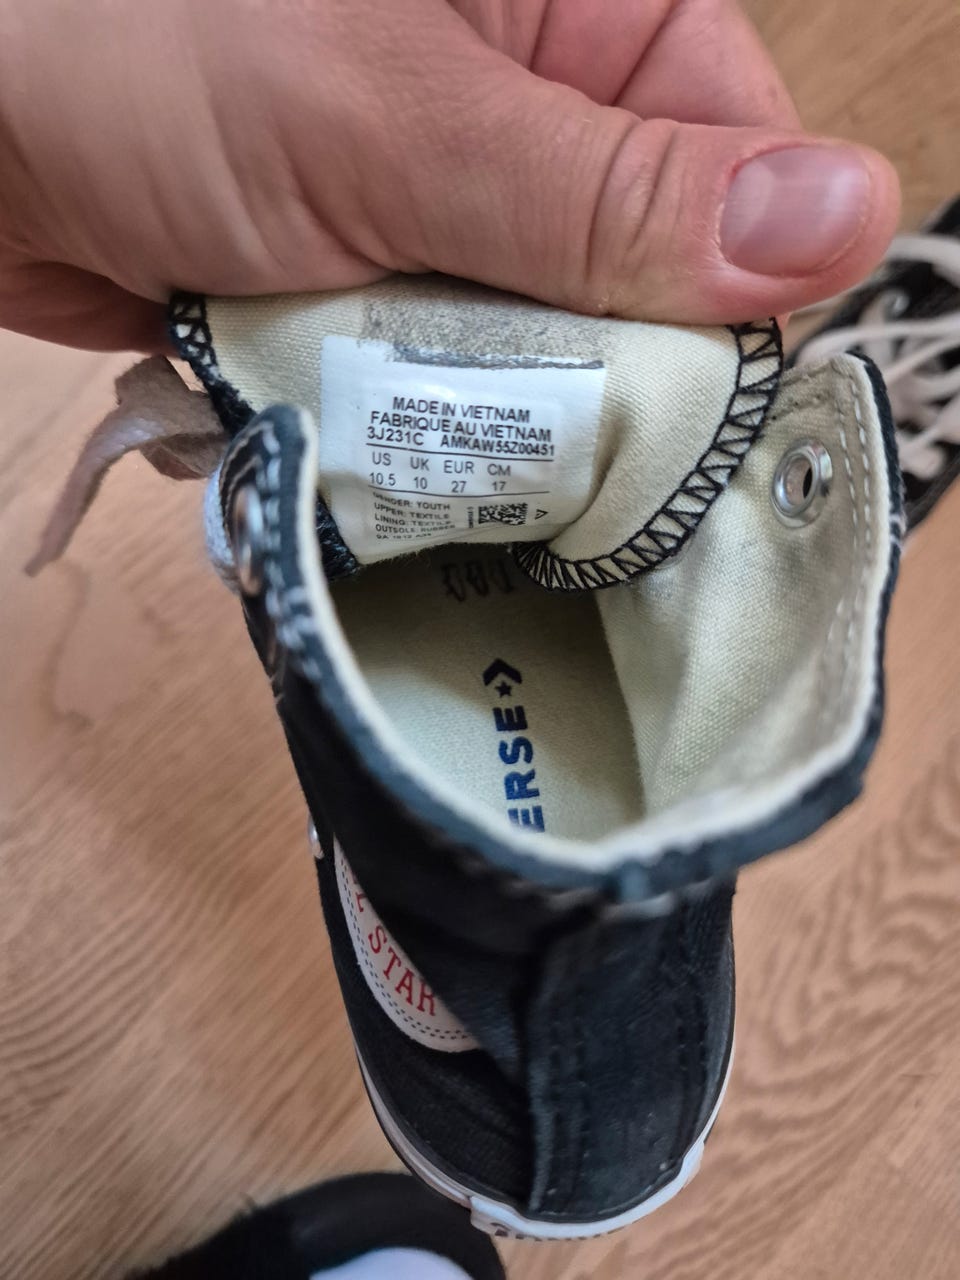 MADE IN VIETNAM
FABRIQUE AU VIETNAM
3J231C AMKAW55Z00451
US UK EUR CM
10.5 10 27 17
GENDER: YOUTH
UPPER: TEXTILE
LINING: TEXTILE
OUTSOLE: RUBBER
ERSE
STAR